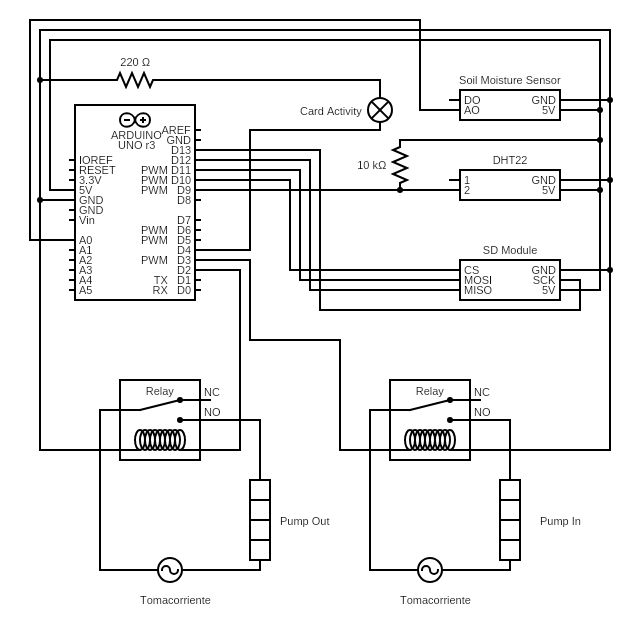 220 Ω
Soil Moisture Sensor
DO GND
AO 5V
Card Activity
ARDUINO
UNO r3
AREF
GND
D13
IOREF D12
RESET PWM D11
3.3V PWM D10
5V PWM D9
GND D8
GND
Vin D7
PWM D6
A0 PWM D5
A1 D4
A2 PWM D3
A3 D2
A4 TX D1
A5 RX D0
10 kΩ
DHT22
1 GND
2 5V
SD Module
CS GND
MOSI SCK
MISO 5V
Relay NC
NO
Relay NC
NO
Pump Out
Pump In
Tomacorriente
Tomacorriente